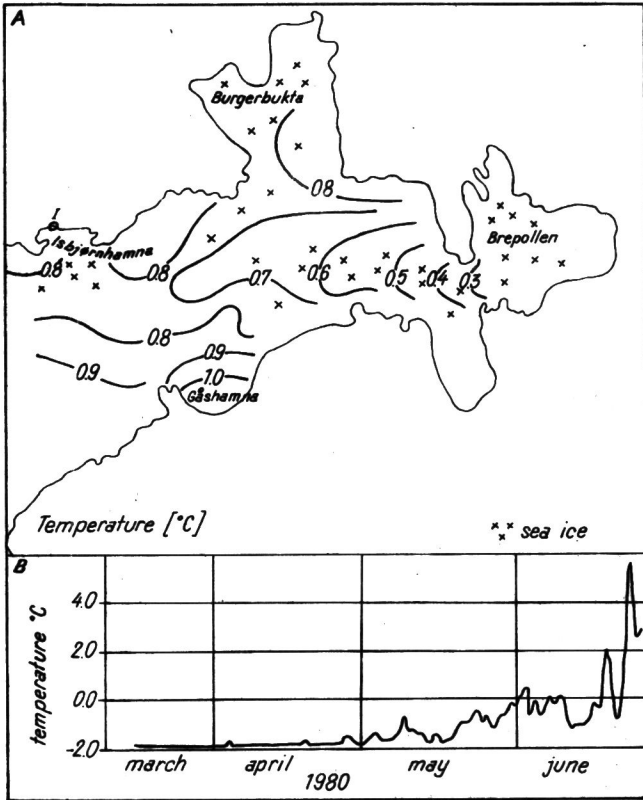 A
Burgerbukta
0.8
I
Isbjørnhamna
Brepollen
0.8
0.8
0.7
0.6
0.5
0.4
0.3
0.8
0.9
0.9
1.0
Gåshamna
Temperature [°C]
x x x sea ice
B
temperature °C
4.0
2.0
0.0
-2.0
march
april
may
june
1980